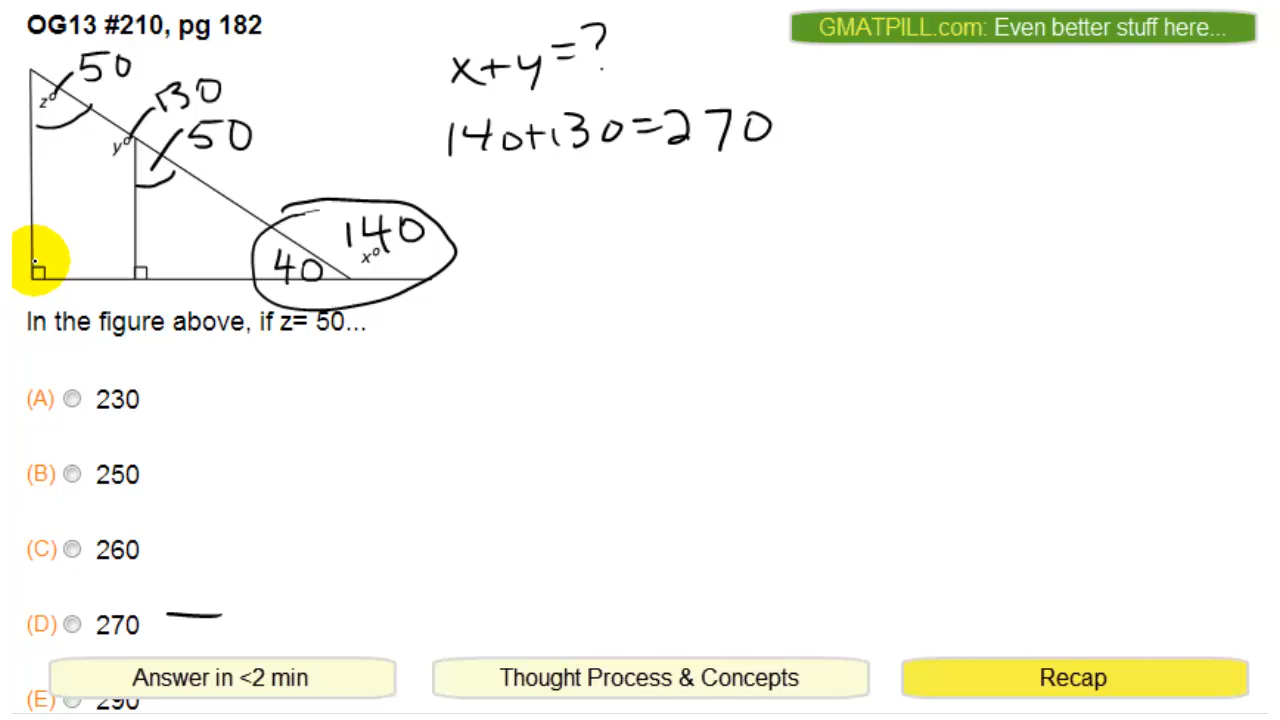 OG13 #210, pg 182
GMATPILL.com: Even better stuff here...
50
x+y=?
z°
130
140+130=270
y°
50
140
40
x°
In the figure above, if z= 50...
(A) 230
(B) 250
(C) 260
(D) 270
Answer in <2 min
Thought Process & Concepts
Recap
(E) 290